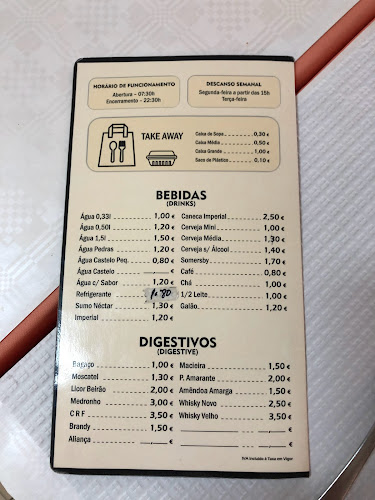 HORÁRIO DE FUNCIONAMENTO
Abertura - 07:30h
Encerramento - 22:30h
DESCANSO SEMANAL
Segunda-feira a partir das 15h
Terça-feira
TAKE AWAY
Caixa de Sopa 0,30 €
Caixa Média 0,50 €
Caixa Grande 1,00 €
Saco de Plástico 0,10 €
BEBIDAS
(DRINKS)
Água 0,33l 1,00 €
Água 0,50l 1,20 €
Água 1,5l 1,50 €
Água Pedras 1,20 €
Água Castelo Peq. 0,80 €
Água Castelo €
Água c/ Sabor 1,20 €
Refrigerante 1.80
Sumo Néctar 1,30 €
Imperial 1,20 €
Caneca Imperial 2,50 €
Cerveja Mini 1,00 €
Cerveja Média 1,30 €
Cerveja s/ Álcool 1,40 €
Somersby 1,70 €
Café 0,80 €
Chá 1,00 €
1/2 Leite 1,00 €
Galão 1,20 €
DIGESTIVOS
(DIGESTIVE)
Bagaço 1,00 €
Moscatel 1,30 €
Licor Beirão 2,00 €
Medronho 3,00 €
C R F 3,50 €
Brandy 1,50 €
Aliança €
Macieira 1,50 €
P. Amarante 2,00 €
Amêndoa Amarga 1,50 €
Whisky Novo 2,50 €
Whisky Velho 3,50 €
€
IVA Incluído à Taxa em Vigor